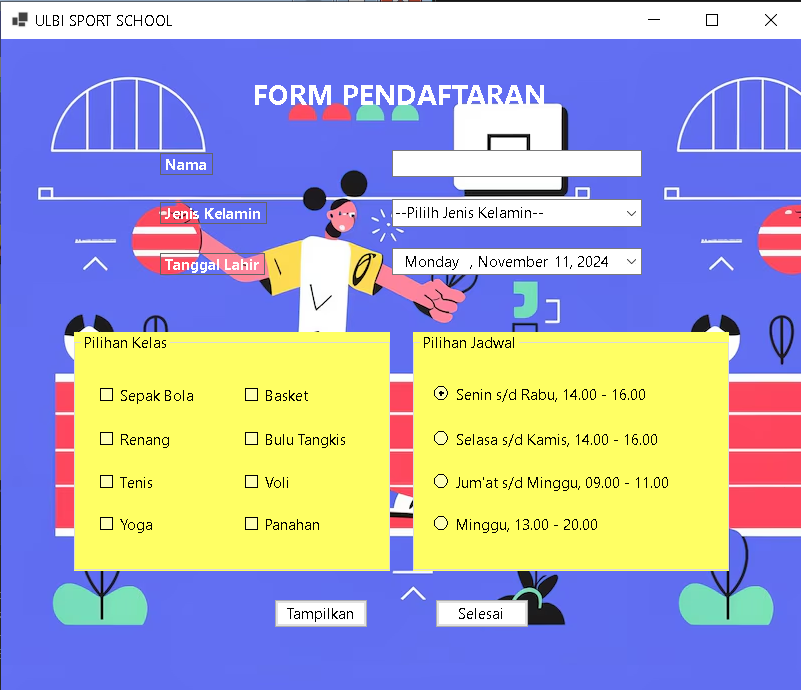 ULBI SPORT SCHOOL
FORM PENDAFTARAN
Nama
Jenis Kelamin
--Pililh Jenis Kelamin--
Tanggal Lahir
Monday , November 11, 2024
Pilihan Kelas
Sepak Bola
Basket
Renang
Bulu Tangkis
Tenis
Voli
Yoga
Panahan
Pilihan Jadwal
Senin s/d Rabu, 14.00 - 16.00
Selasa s/d Kamis, 14.00 - 16.00
Jum'at s/d Minggu, 09.00 - 11.00
Minggu, 13.00 - 20.00
Tampilkan
Selesai